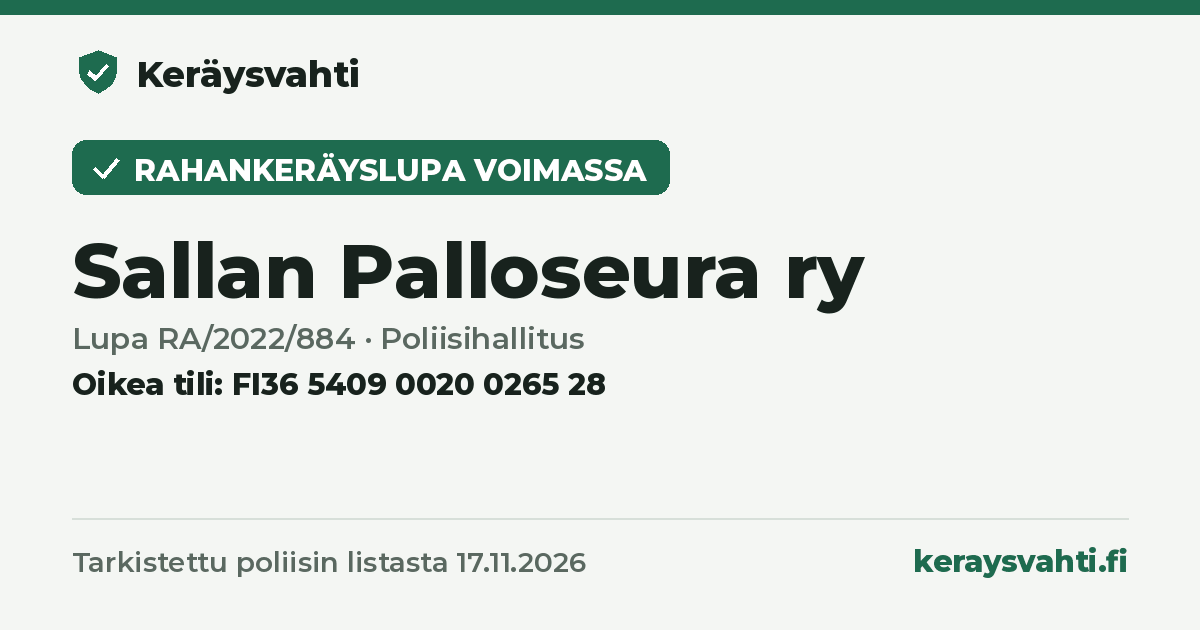 Keräysvahti
RAHANKERÄYSLUPA VOIMASSA
Sallan Palloseura ry
Lupa RA/2022/884 · Poliisihallitus
Oikea tili: FI36 5409 0020 0265 28
Tarkistettu poliisin listasta 17.11.2026
keraysvahti.fi